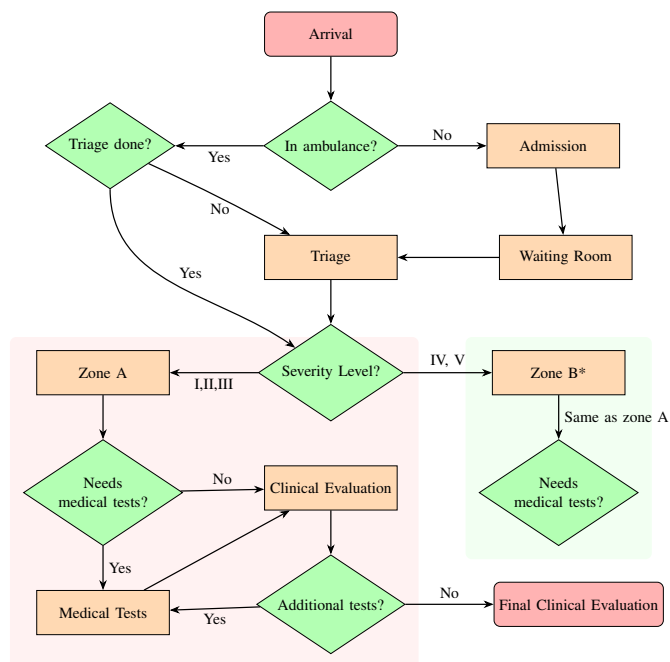 Arrival
Triage done?
Yes
In ambulance?
No
Admission
No
Triage
Waiting Room
Yes
Zone A
I,II,III
Severity Level?
IV, V
Zone B*
Same as zone A
Needs
medical tests?
No
Clinical Evaluation
Needs
medical tests?
Yes
Medical Tests
Yes
Additional tests?
No
Final Clinical Evaluation